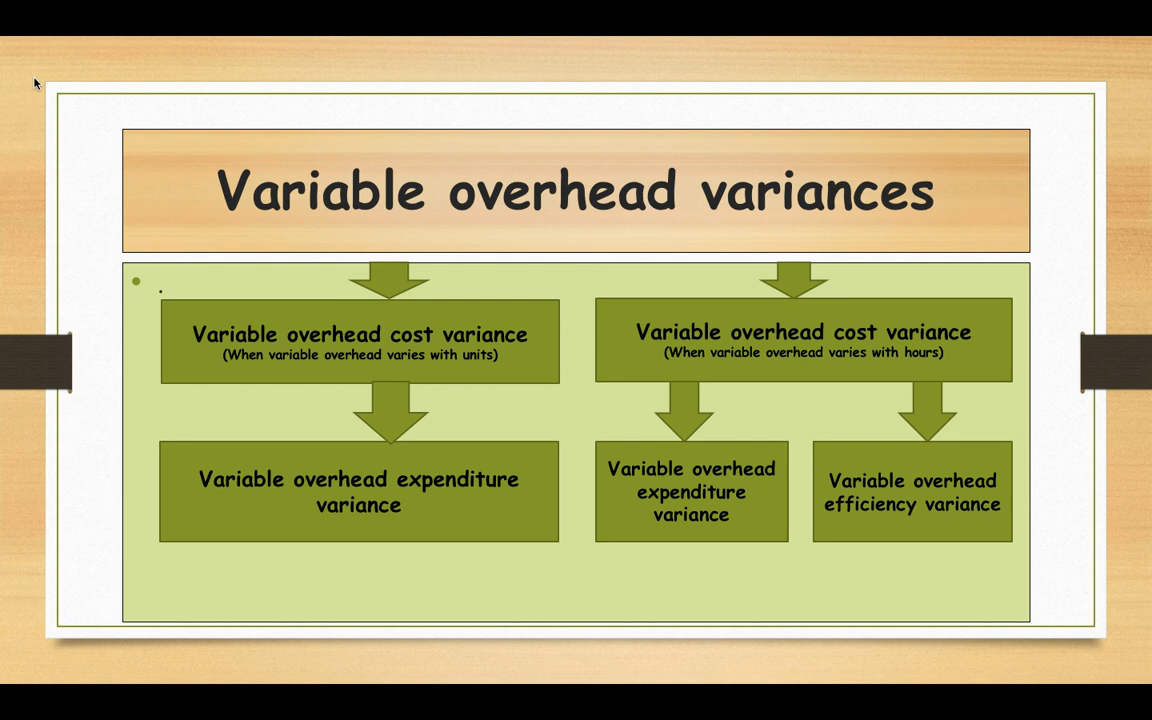 Variable overhead variances
.
Variable overhead cost variance
(When variable overhead varies with units)
Variable overhead cost variance
(When variable overhead varies with hours)
Variable overhead expenditure
variance
Variable overhead
expenditure
variance
Variable overhead
efficiency variance